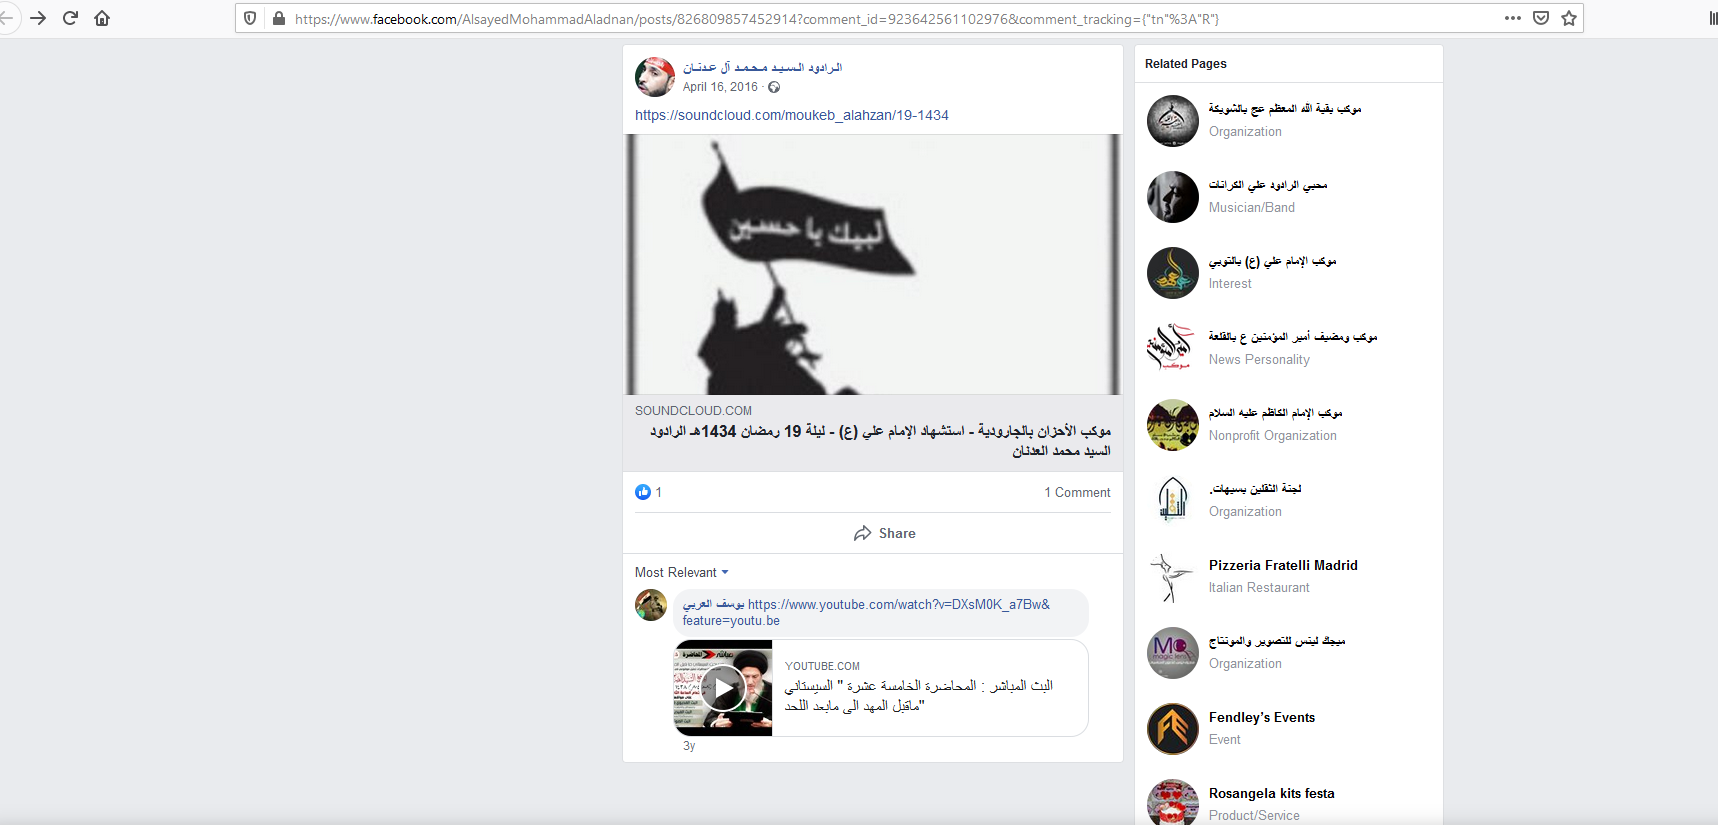 https://www.facebook.com/AlsayedMohammadAladnan/posts/826809857452914?comment_id=923642561102976&comment_tracking={"tn"%3A"R"}
الـرادود الـسـيـد مـحـمـد آل عـدنـان
April 16, 2016 ·
https://soundcloud.com/moukeb_alahzan/19-1434
لبيك يا حسين
SOUNDCLOUD.COM
موكب الأحزان بالجارودية - استشهاد الإمام علي (ع) - ليلة 19 رمضان 1434هـ الرادود
السيد محمد العدنان
1
1 Comment
Share
Most Relevant
يوسف العربي https://www.youtube.com/watch?v=DXsM0K_a7Bw&
feature=youtu.be
YOUTUBE.COM
البث المباشر : المحاضرة الخامسة عشرة " السيستاني
ماقبل المهد الى مابعد اللحد"
3y
Related Pages
موكب بقية الله المعظم عج بالشويكة
Organization
محبي الرادود علي الكراتات
Musician/Band
موكب الإمام علي (ع) بالتوبي
Interest
موكب ومضيف أمير المؤمنين ع بالقلعة
News Personality
موكب الإمام الكاظم عليه السلام
Nonprofit Organization
لجنة الثقلين بسيهات.
Organization
Pizzeria Fratelli Madrid
Italian Restaurant
ميجك لينس للتصوير والمونتاج
Organization
Fendley's Events
Event
Rosangela kits festa
Product/Service